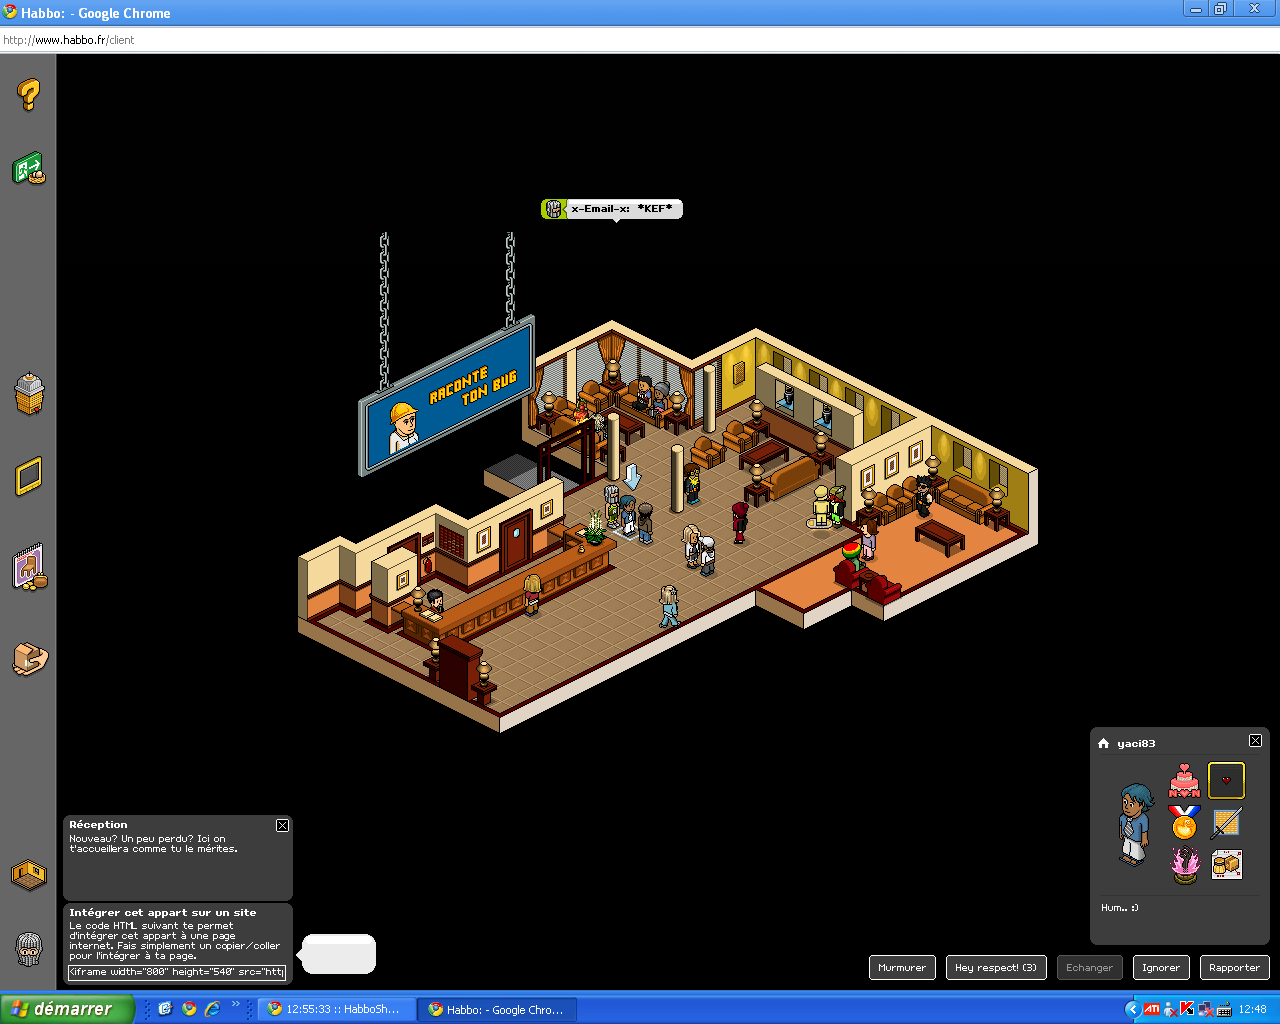 Habbo: - Google Chrome
http://www.habbo.fr/client
x-Email-x: *KEF*
RACONTE
TON BUG
yaci83
Hum.. :)
Réception
Nouveau? Un peu perdu? Ici on
t'accueillera comme tu le mérites.
Intégrer cet appart sur un site
Le code HTML suivant te permet
d'intégrer cet appart à une page
internet. Fais simplement un copier/coller
pour l'intégrer à ta page.
<iframe width="800" height="540" src="http
Murmurer
Hey respect! (3)
Echanger
Ignorer
Rapporter
démarrer
12:55:33 :: HabboSh...
Habbo: - Google Chro...
ATI
12:48